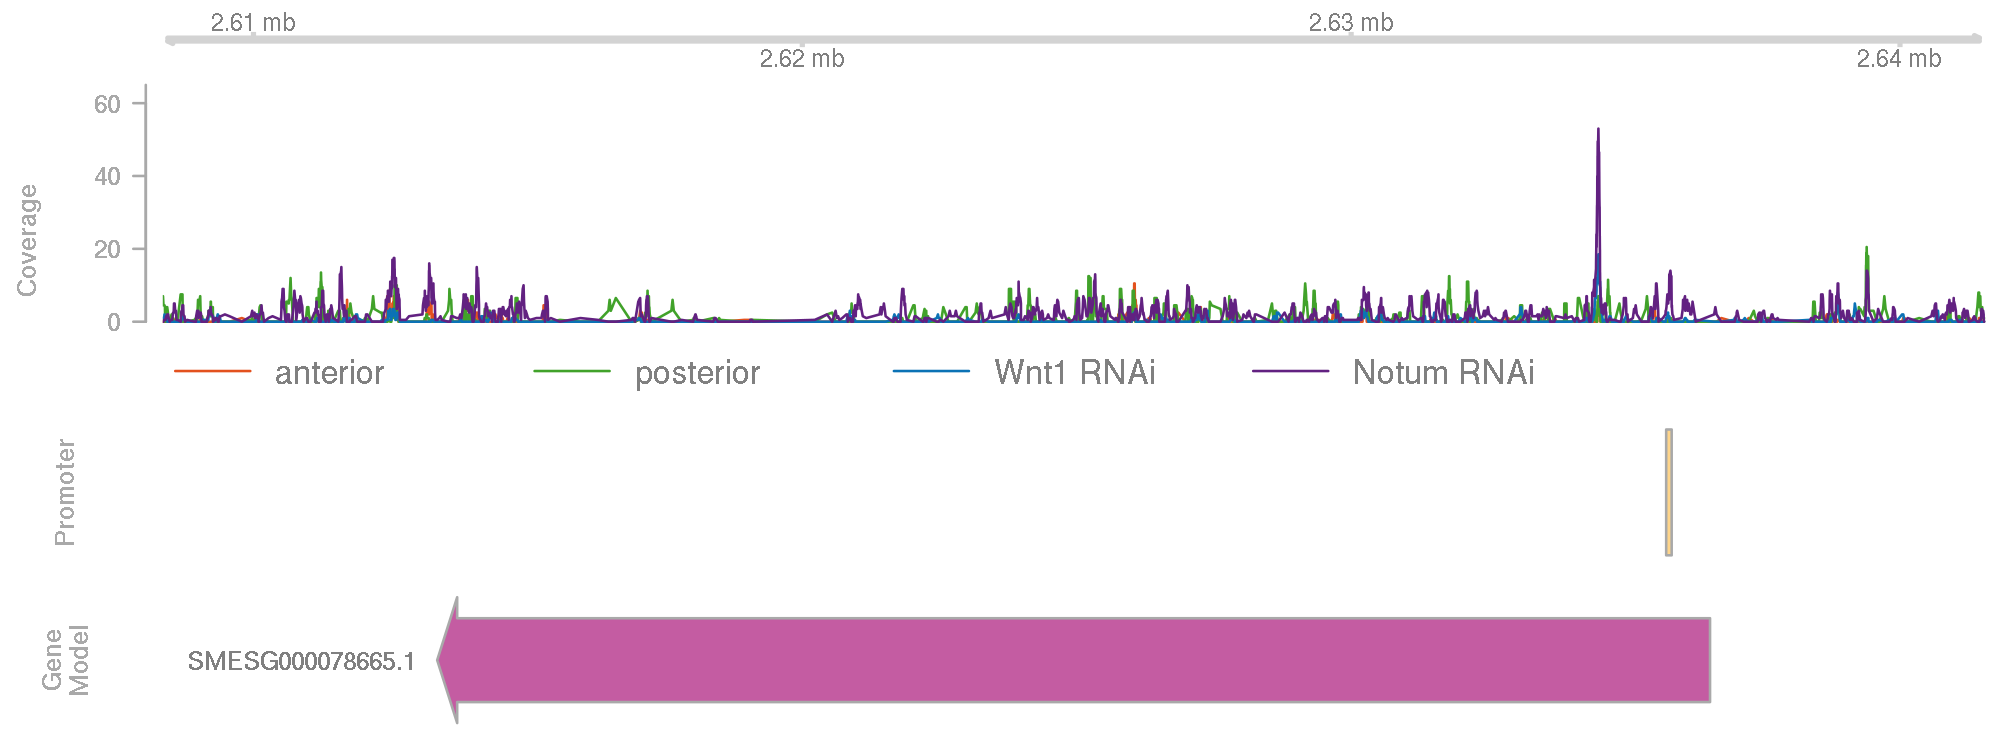 2.61 mb
2.63 mb
2.62 mb
2.64 mb
Coverage
60
40
20
0
anterior
posterior
Wnt1 RNAi
Notum RNAi
Promoter
Gene
Model
SMESG000078665.1